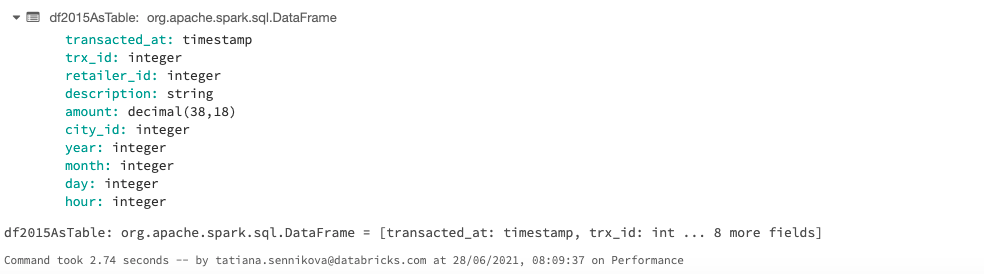 df2015AsTable: org.apache.spark.sql.DataFrame
transacted_at: timestamp
trx_id: integer
retailer_id: integer
description: string
amount: decimal(38,18)
city_id: integer
year: integer
month: integer
day: integer
hour: integer
df2015AsTable: org.apache.spark.sql.DataFrame = [transacted_at: timestamp, trx_id: int ... 8 more fields]
Command took 2.74 seconds -- by tatiana.sennikova@databricks.com at 28/06/2021, 08:09:37 on Performance